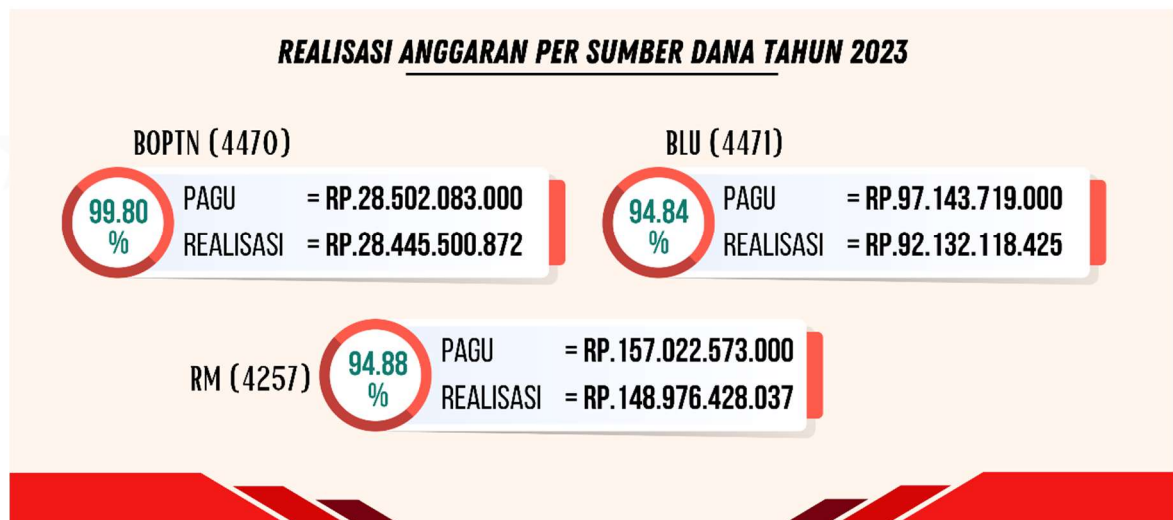 REALISASI ANGGARAN PER SUMBER DANA TAHUN 2023
BOPTN (4470)
99.80
%
PAGU = RP.28.502.083.000
REALISASI = RP.28.445.500.872
BLU (4471)
94.84
%
PAGU = RP.97.143.719.000
REALISASI = RP.92.132.118.425
RM (4257)
94.88
%
PAGU = RP.157.022.573.000
REALISASI = RP.148.976.428.037